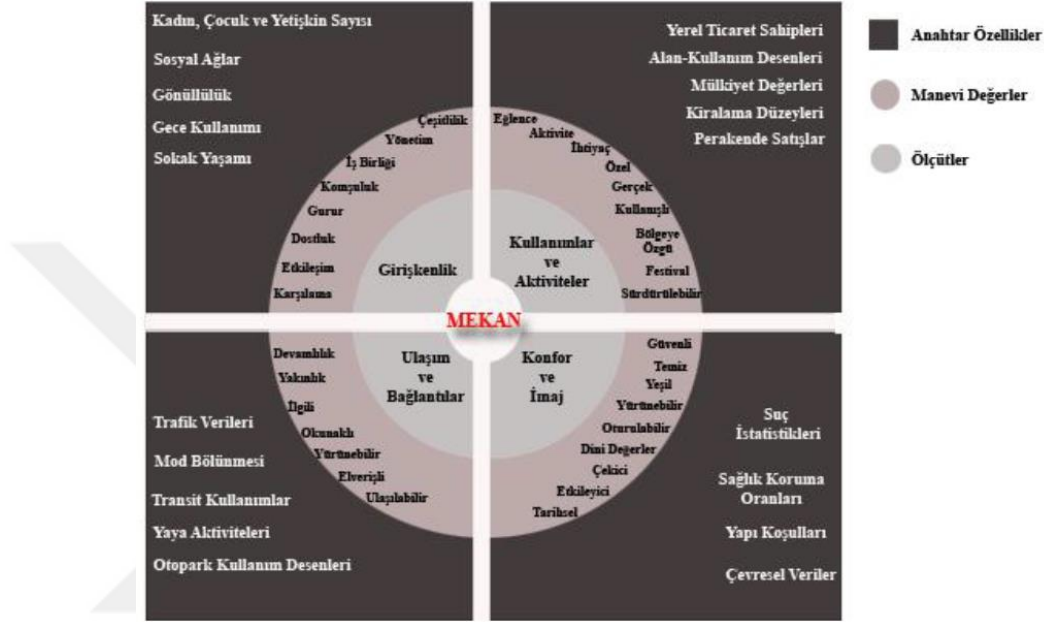 Kadın, Çocuk ve Yetişkin Sayısı
Sosyal Ağlar
Gönüllülük
Gece Kullanımı
Sokak Yaşamı
Yerel Ticaret Sahipleri
Alan-Kullanım Desenleri
Mülkiyet Değerleri
Kiralama Düzeyleri
Perakende Satışlar
Anahtar Özellikler
Manevi Değerler
Ölçütler
Çeşitlilik
Yönetim
İş Birliği
Komşuluk
Gurur
Dostluk
Etkileşim
Karşılama
Girişkenlik
Eğlence
Aktivite
İhtiyaç
Özel
Gerçek
Kullanışlı
Bölgeye
Özgü
Festival
Sürdürülebilir
Kullanımlar
ve
Aktiviteler
MEKAN
Devamlılık
Yakınlık
İlgili
Okunaklı
Yürünebilir
Elverişli
Ulaşılabilir
Ulaşım
ve
Bağlantılar
Konfor
ve
İmaj
Güvenli
Temiz
Yeşil
Yürünebilir
Oturulabilir
Dini Değerler
Çekici
Etkileyici
Tarihsel
Trafik Verileri
Mod Bölünmesi
Transit Kullanımlar
Yaya Aktiviteleri
Otopark Kullanım Desenleri
Suç
İstatistikleri
Sağlık Koruma
Oranları
Yapı Koşulları
Çevresel Veriler